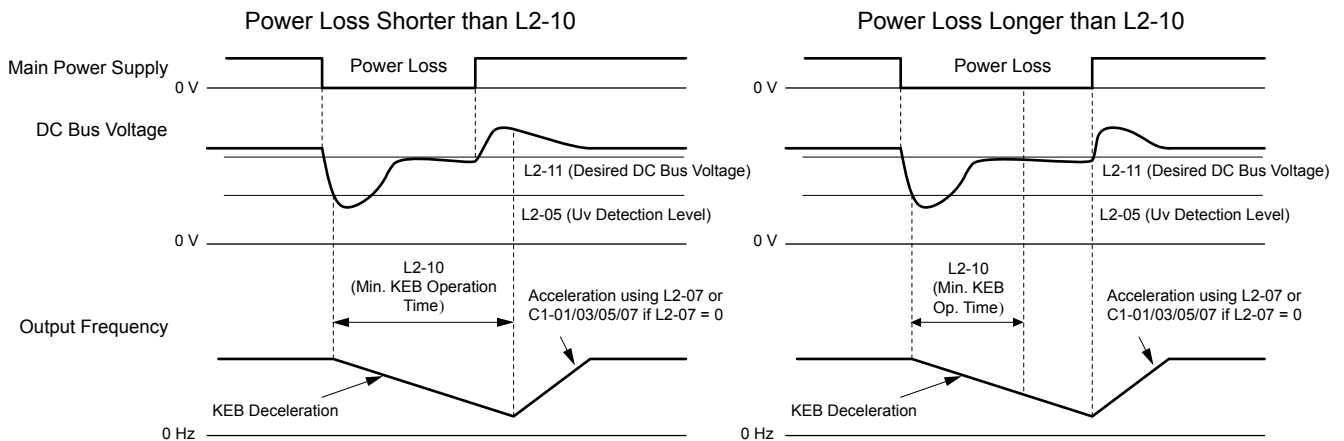 Power Loss Shorter than L2-10
Main Power Supply
Power Loss
0 V
DC Bus Voltage
L2-11 (Desired DC Bus Voltage)
L2-05 (Uv Detection Level)
0 V
L2-10
(Min. KEB Operation
Time)
Acceleration using L2-07 or
C1-01/03/05/07 if L2-07 = 0
Output Frequency
KEB Deceleration
0 Hz
Power Loss Longer than L2-10
Power Loss
0 V
L2-11 (Desired DC Bus Voltage)
L2-05 (Uv Detection Level)
0 V
L2-10
(Min. KEB
Op. Time)
Acceleration using L2-07 or
C1-01/03/05/07 if L2-07 = 0
KEB Deceleration
0 Hz